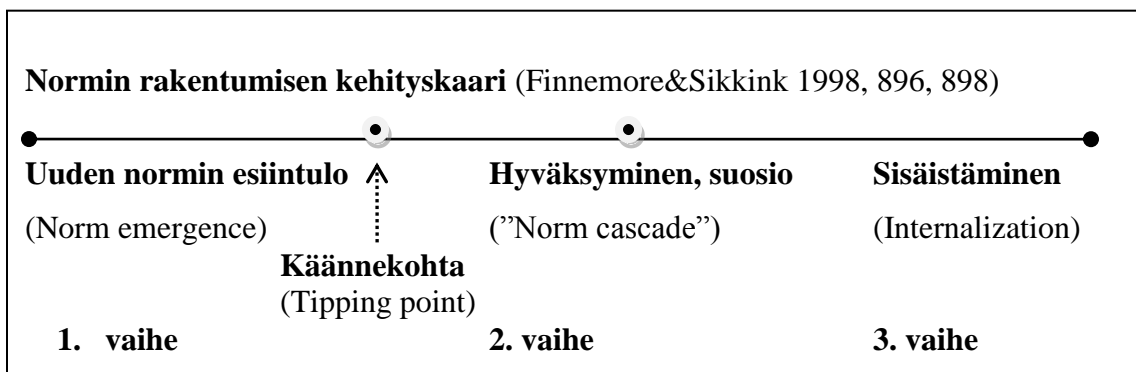 Normin rakentumisen kehityskaari (Finnemore&Sikkink 1998, 896, 898)
Uuden normin esiintulo Hyväksyminen, suosio Sisäistäminen
(Norm emergence) (”Norm cascade”) (Internalization)
Käännekohta
(Tipping point)
1. vaihe 2. vaihe 3. vaihe